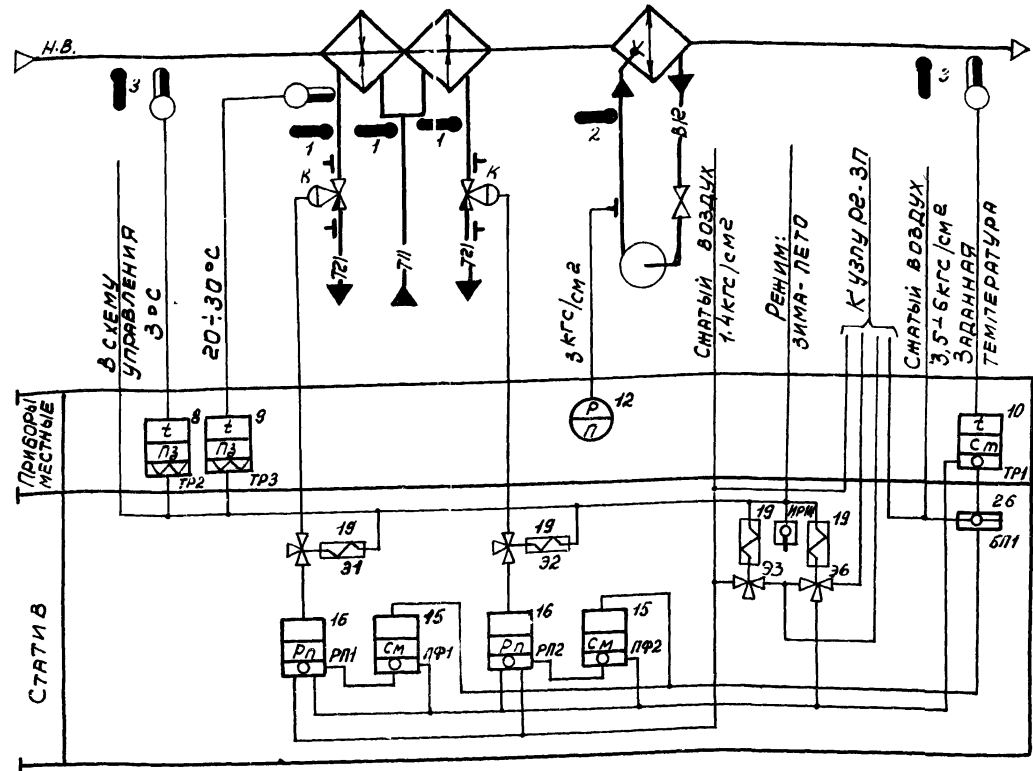 Н.В.
3
3
1
1
1
2
К
К
Т21
Т11
Т21
В12
В СХЕМУ
УПРАВЛЕНИЯ
3°С
20÷30°С
3 КГС/СМ2
СЖАТЫЙ ВОЗДУХ
1.4 КГС/СМ2
РЕЖИМ:
ЗИМА-ЛЕТО
К УЗЛУ РГ-3П
СЖАТЫЙ ВОЗДУХ
3,5÷6 КГС/СМ2
ЗАДАННАЯ
ТЕМПЕРАТУРА
ПРИБОРЫ
МЕСТНЫЕ
8
t
ПЗ
ТР2
9
t
ПЗ
ТР3
12
Р
П
10
t
СМ
ТР1
СТАТИВ
19
Э1
19
Э2
19
ИРШ
19
Э3
Э6
26
БП1
16
РП
РП1
15
СМ
ПФ1
16
РП
РП2
15
СМ
ПФ2